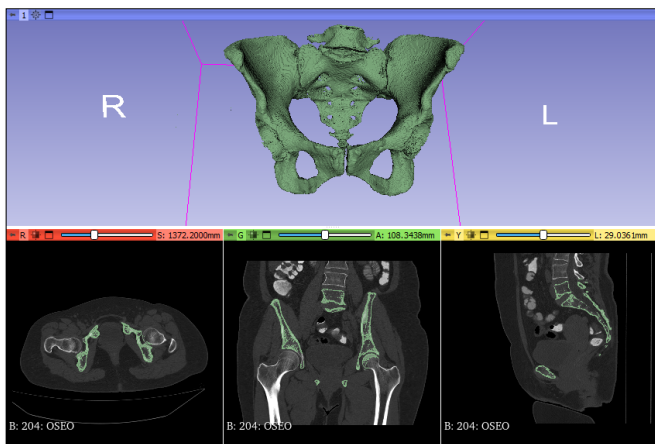 1
R
L
R S: 1372.2000mm
G A: 108.3438mm
Y L: 29.0361mm
B: 204: OSEO
B: 204: OSEO
B: 204: OSEO